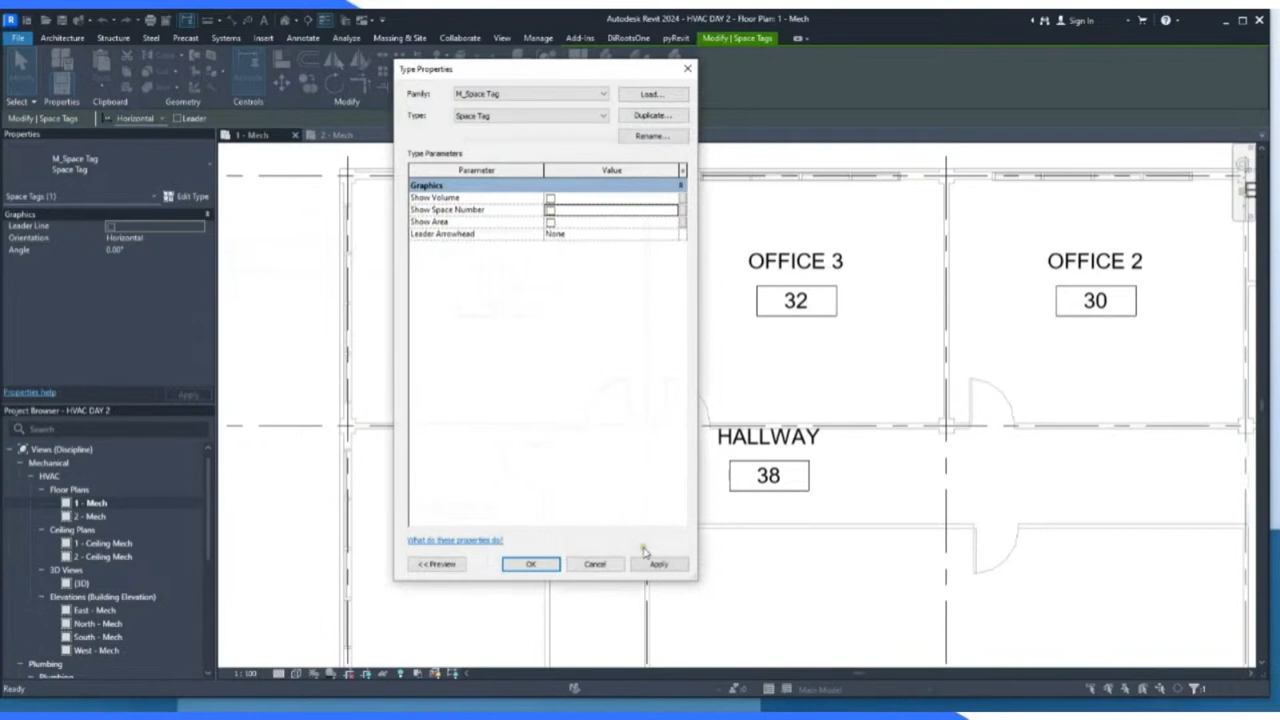 Autodesk Revit 2024 - HVAC DAY 2 - Floor Plan: 1 - Mech
Sign In
File Architecture Structure Steel Precast Systems Insert Annotate Analyze Massing & Site Collaborate View Manage Add-Ins DiRootsOne pyRevit Modify | Space Tags
Modify
Properties
Select Properties Clipboard Geometry Controls Modify
Modify | Space Tags Horizontal Leader
Properties
M_Space Tag
Space Tag
Space Tags (1) Edit Type
Graphics
Leader Line
Orientation Horizontal
Angle 0.00°
Properties help Apply
Project Browser - HVAC DAY 2
Search
Views (Discipline)
Mechanical
HVAC
Floor Plans
1 - Mech
2 - Mech
Ceiling Plans
1 - Ceiling Mech
2 - Ceiling Mech
3D Views
{3D}
Elevations (Building Elevation)
East - Mech
North - Mech
South - Mech
West - Mech
Plumbing
Ready
1 - Mech 2 - Mech
Type Properties
Family: M_Space Tag Load...
Type: Space Tag Duplicate...
Rename...
Type Parameters
Parameter Value
Graphics
Show Volume
Show Space Number
Show Area
Leader Arrowhead None
What do these properties do?
<< Preview OK Cancel Apply
OFFICE 3
32
OFFICE 2
30
HALLWAY
38
E
1 : 100
:0 Main Model
:1